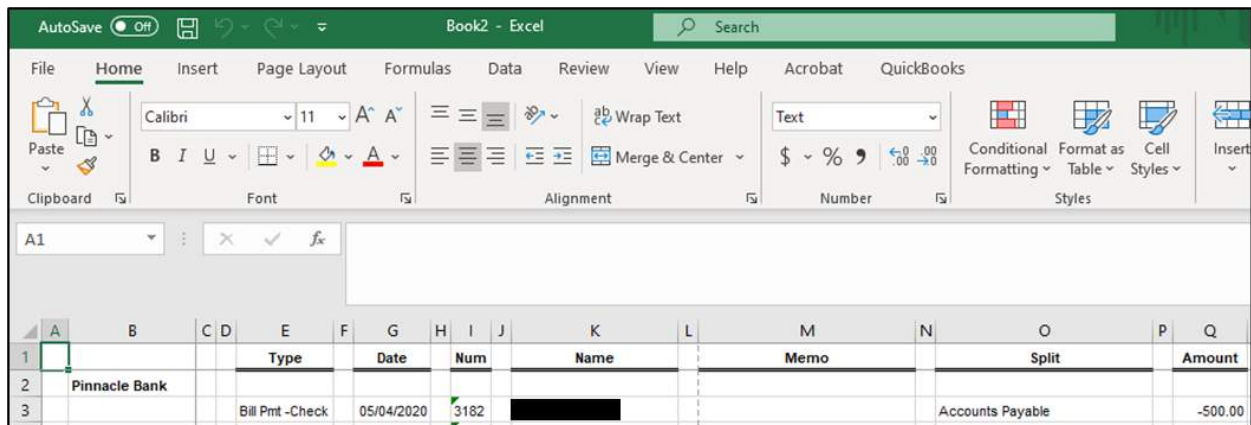 AutoSave Off Book2 - Excel Search
File Home Insert Page Layout Formulas Data Review View Help Acrobat QuickBooks
Paste Calibri 11 A^ A˅ ab Wrap Text Text Conditional Formatting Format as Table Cell Styles Insert
B I U A Merge & Center $ % 9 .00 .0
Clipboard Font Alignment Number Styles
A1 fx
A B C D E F G H I J K L M N O P Q
1 Type Date Num Name Memo Split Amount
2 Pinnacle Bank
3 Bill Pmt -Check 05/04/2020 3182 Accounts Payable -500.00